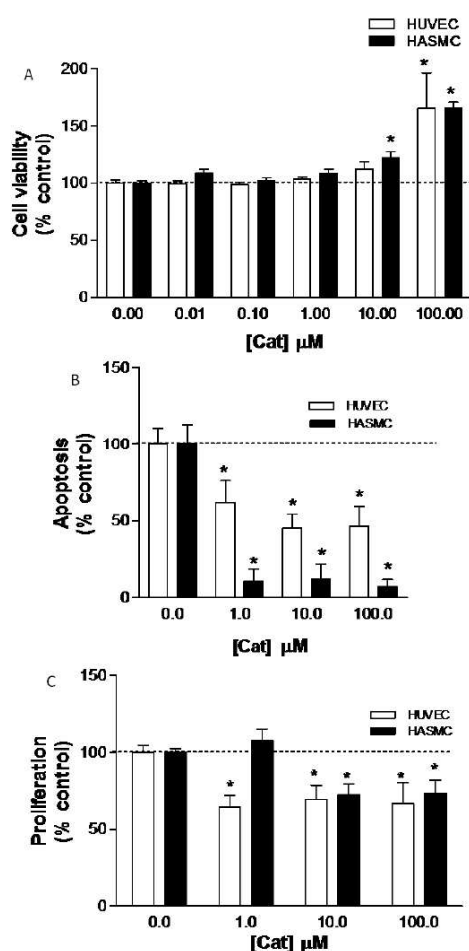 A
HUVEC
HASMC
Cell viability
(% control)
200
150
100
50
0
* * *
0.00 0.01 0.10 1.00 10.00 100.00
[Cat] µM
B
HUVEC
HASMC
Apoptosis
(% control)
150
100
50
0
* * * * * *
0.0 1.0 10.0 100.0
[Cat] µM
C
HUVEC
HASMC
Proliferation
(% control)
150
100
50
0
* * * * *
0.0 1.0 10.0 100.0
[Cat] µM